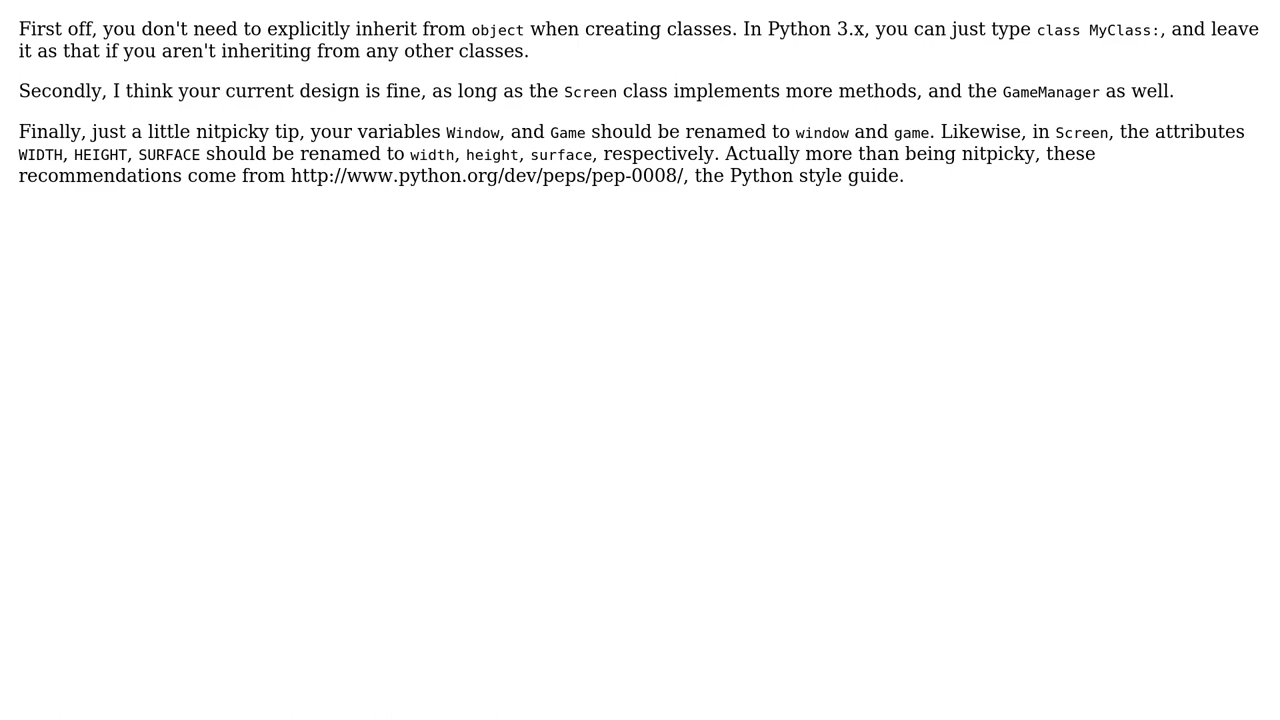 First off, you don't need to explicitly inherit from object when creating classes. In Python 3.x, you can just type class MyClass:, and leave
it as that if you aren't inheriting from any other classes.
Secondly, I think your current design is fine, as long as the Screen class implements more methods, and the GameManager as well.
Finally, just a little nitpicky tip, your variables Window, and Game should be renamed to window and game. Likewise, in Screen, the attributes
WIDTH, HEIGHT, SURFACE should be renamed to width, height, surface, respectively. Actually more than being nitpicky, these
recommendations come from http://www.python.org/dev/peps/pep-0008/, the Python style guide.